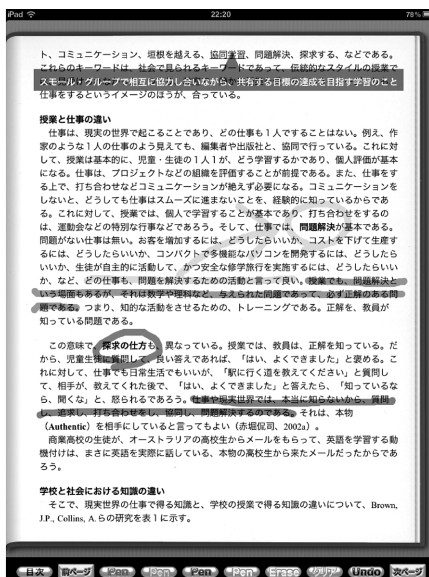 iPad 22:20 78%
ト、コミュニケーション、垣根を越える、協同学習、問題解決、探求する、などである。
これらのキーワードは、社会で見られるキーワードであって、伝統的なスタイルの授業で
スモール・グループで相互に協力し合いながら、共有する目標の達成を目指す学習のこと
仕事をするというイメージのほうが、合っている。
授業と仕事の違い
仕事は、現実の世界で起こることであり、どの仕事も1人ですることはない。例え、作
家のような1人の仕事のよう見えても、編集者や出版社と、協同で行っている。これに対
して、授業は基本的に、児童・生徒の1人1が、どう学習するかであり、個人評価が基本
になる。仕事は、プロジェクトなどの組織を評価することが前提である。また、仕事をす
る上で、打ち合わせなどコミュニケーションが絶えず必要になる。コミュニケーションを
しないと、どうしても仕事はスムーズに進まないことを、経験的に知っているからであ
る。これに対して、授業では、個人で学習することが基本であり、打ち合わせをするの
は、運動会などの特別な行事などであろう。そして、仕事では、問題解決が基本である。
問題がない仕事は無い。お客を増加するには、どうしたらいいか、コストを下げて生産す
るには、どうしたらいいか、コンパクトで多機能なパソコンを開発するには、どうしたら
いいか、生徒が自主的に活動して、かつ安全な修学旅行を実施するには、どうしたらいい
か、など、どの仕事も、問題を解決するための活動と言って良い。授業でも、問題解決と
いう場面もあるが、それは数学や理科など、与えられた問題であって、必ず正解のある問
題である。つまり、知的な活動をさせるための、トレーニングである。正解を、教員が
知っている問題である。
この意味で、探求の仕方も、異なっている。授業では、教員は、正解を知っている。だ
から、児童生徒に質問して、良い答えであれば、「はい、よくできました」と褒める。こ
れに対して、仕事でも日常生活でもいいが、「駅に行く道を教えてください」と質問し
て、相手が、教えてくれた後で、「はい、よくできました」と答えたら、「知っているな
ら、聞くな」と、怒られるであろう。仕事や現実世界では、本当に知らないから、質問
し、追求し、打ち合わせをし、協同し、問題解決するのである。それは、本物
（Authentic）を相手にしていると言ってもよい（赤堀侃司、2002a）。
商業高校の生徒が、オーストラリアの高校生からメールをもらって、英語を学習する動
機付けは、まさに英語を実際に話している、本物の高校生から来たメールだったからであ
ろう。
学校と社会における知識の違い
そこで、現実世界の仕事で得る知識と、学校の授業で得る知識の違いについて、Brown,
J.P., Collins, A. らの研究を表1に示す。
目次 前ページ Pen Pen Pen Pen Erase クリア Undo 次ページ